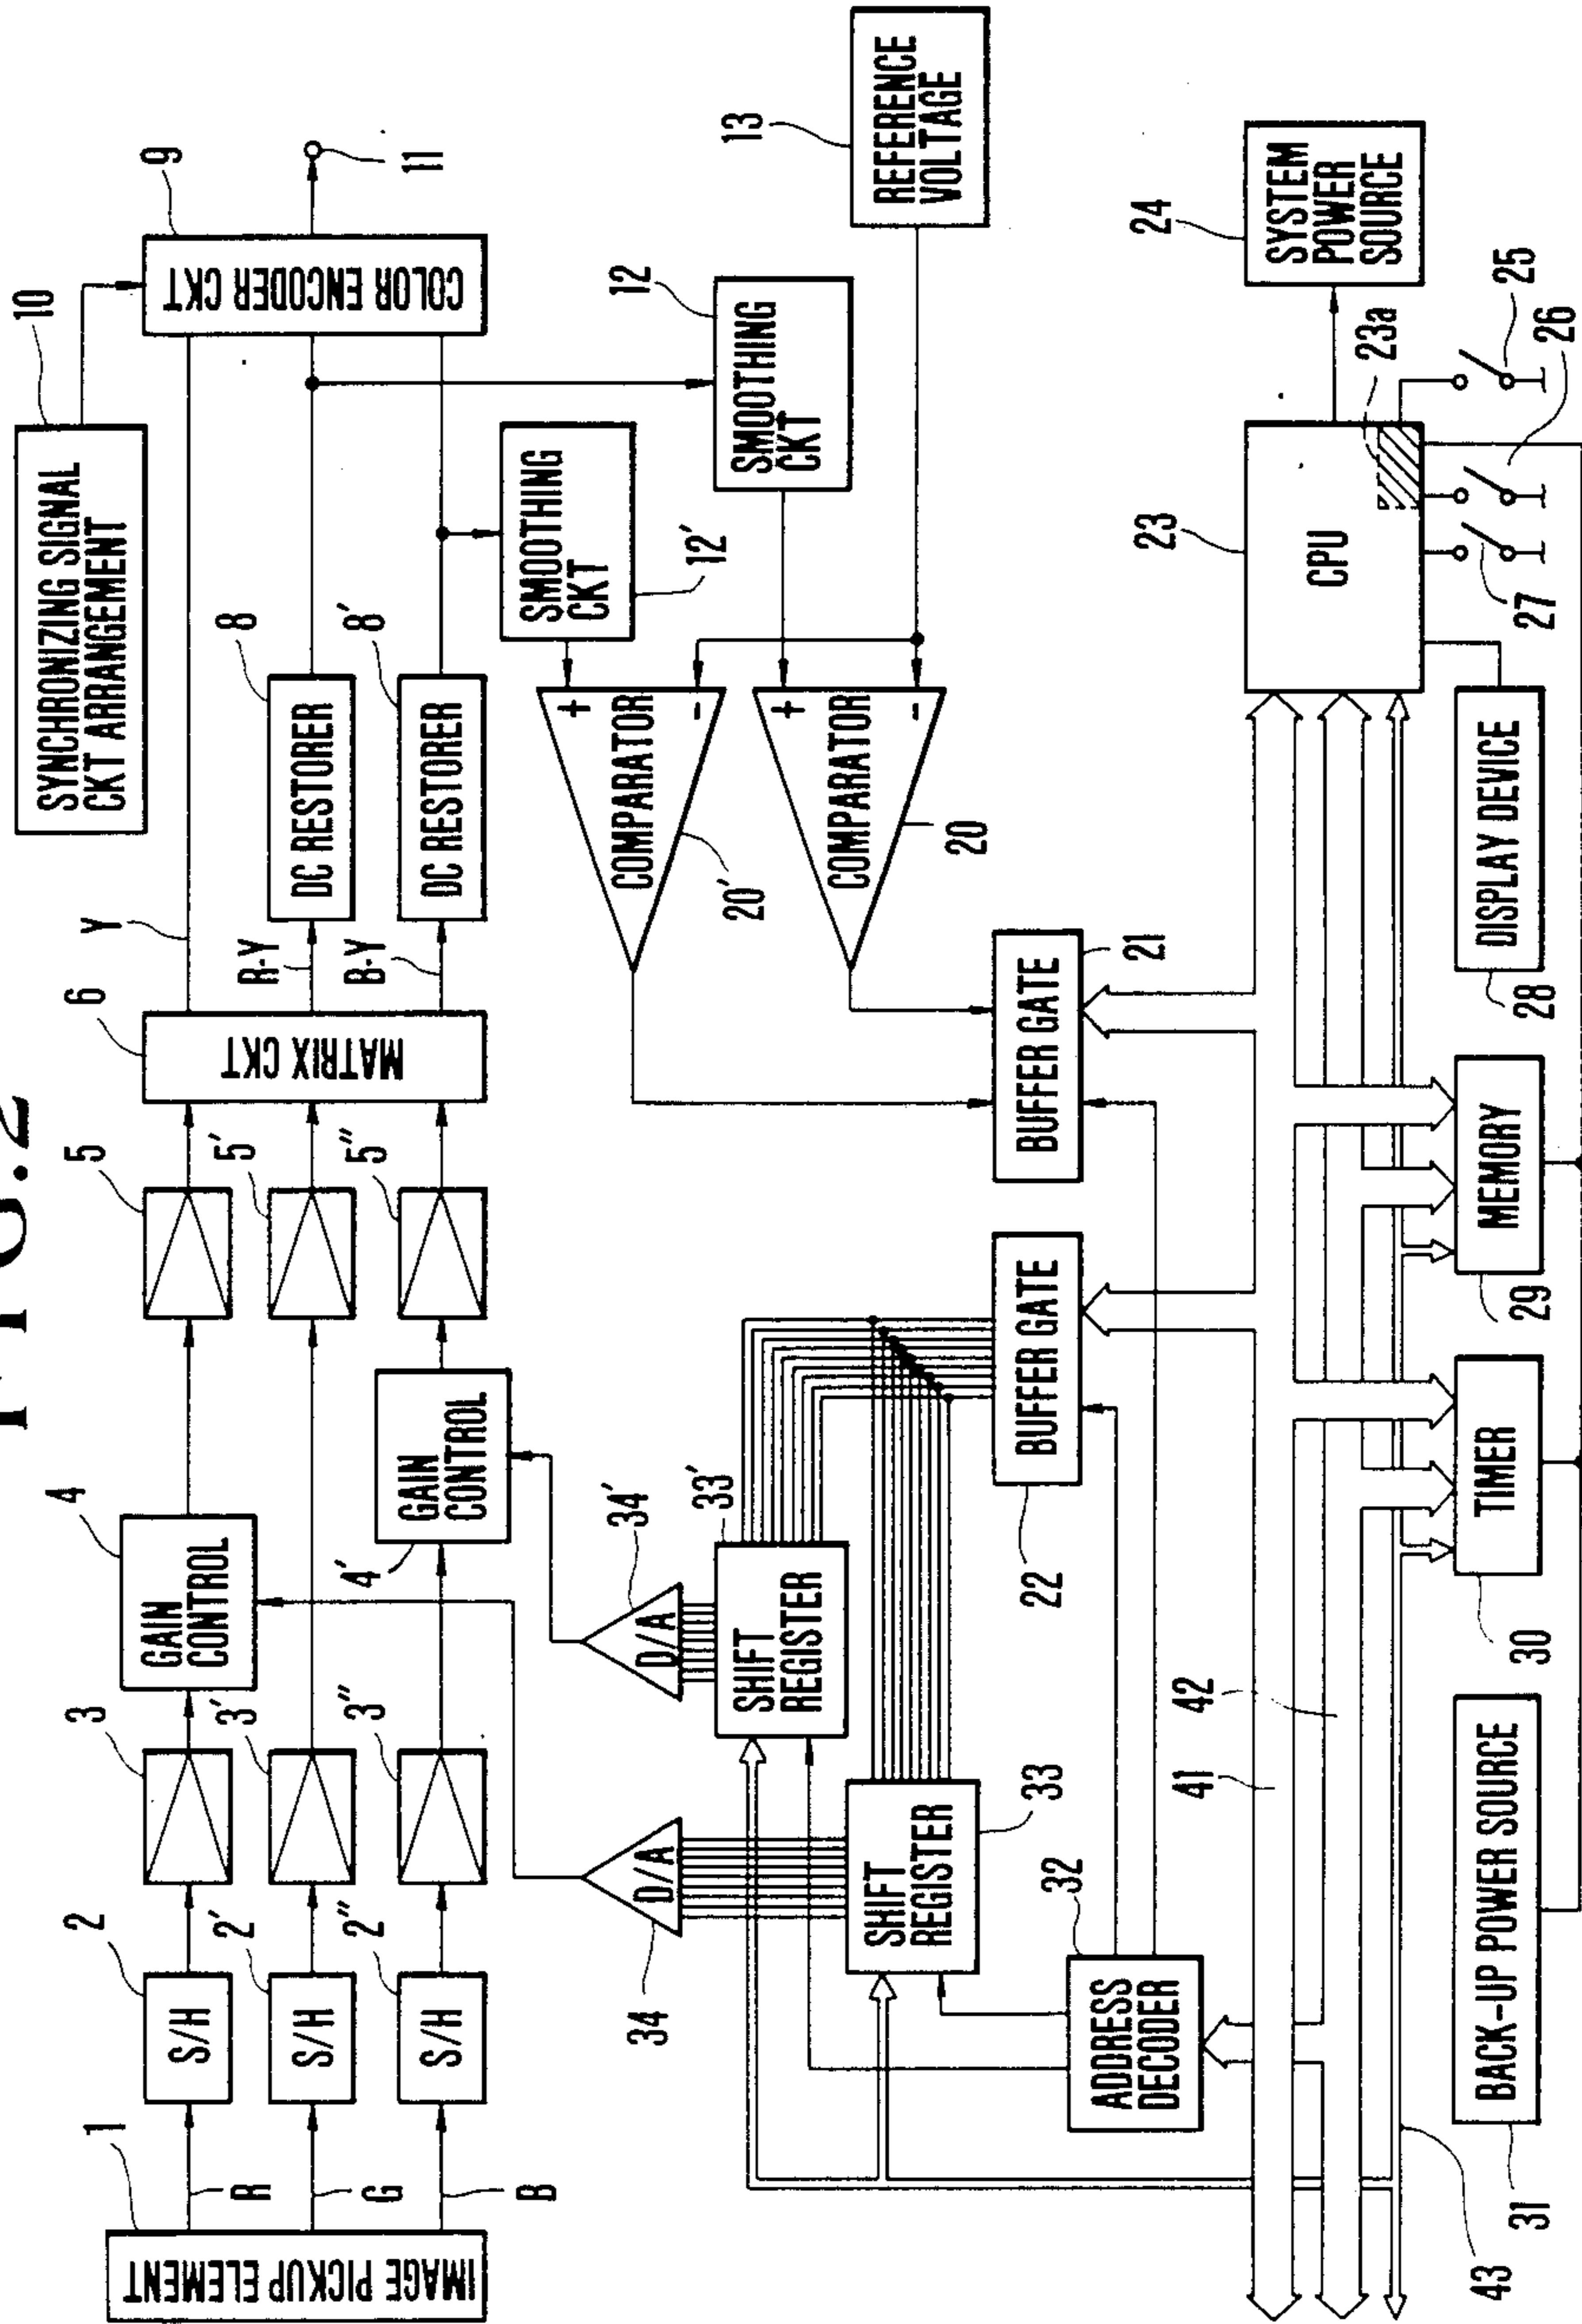 FIG.2
SYNCHRONIZING SIGNAL
CKT ARRANGEMENT
10
9
COLOR ENCODER CKT
11
IMAGE PICKUP ELEMENT
1
R
G
B
2
S/H
2'
S/H
2"
S/H
3
3'
3"
4
GAIN
CONTROL
4'
GAIN
CONTROL
5
5'
5"
6
MATRIX CKT
Y
R-Y
B-Y
8
DC RESTORER
8'
DC RESTORER
SMOOTHING
CKT
12'
12
SMOOTHING
CKT
13
REFERENCE
VOLTAGE
+
COMPARATOR
-
20'
+
COMPARATOR
-
20
34
D/A
34'
D/A
SHIFT
REGISTER
33'
SHIFT
REGISTER
33
BUFFER GATE
22
BUFFER GATE
21
32
ADDRESS
DECODER
41
42
43
23
CPU
23a
24
SYSTEM
POWER
SOURCE
25
26
27
DISPLAY DEVICE
28
MEMORY
29
TIMER
30
BACK-UP POWER SOURCE
31